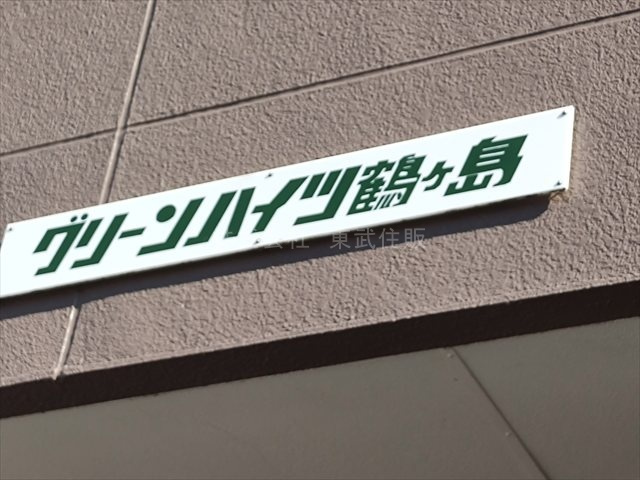 グリーンハイツ鶴ヶ島
会社 東武住販